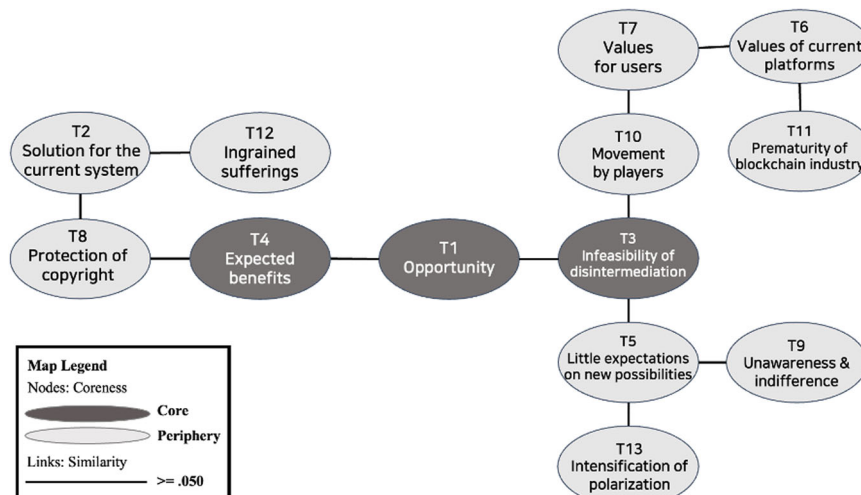 T7
Values
for users
T6
Values of current
platforms
T2
Solution for the
current system
T12
Ingrained
sufferings
T10
Movement
by players
T11
Prematurity of
blockchain industry
T8
Protection of
copyright
T4
Expected
benefits
T1
Opportunity
T3
Infeasibility of
disintermediation
T5
Little expectations
on new possibilities
T9
Unawareness &
indifference
T13
Intensification of
polarization
Map Legend
Nodes: Coreness
Core
Periphery
Links: Similarity
>= .050